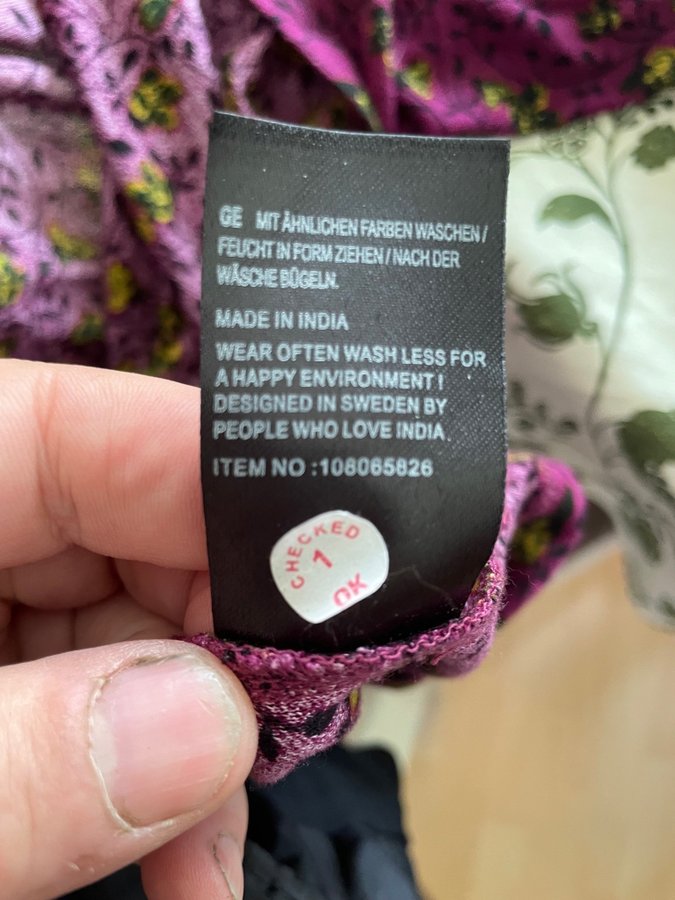 GE MIT ÄHNLICHEN FARBEN WASCHEN /
FEUCHT IN FORM ZIEHEN / NACH DER
WÄSCHE BÜGELN.
MADE IN INDIA
WEAR OFTEN WASH LESS FOR
A HAPPY ENVIRONMENT !
DESIGNED IN SWEDEN BY
PEOPLE WHO LOVE INDIA.
ITEM NO :108065826
CHECKED
1
OK